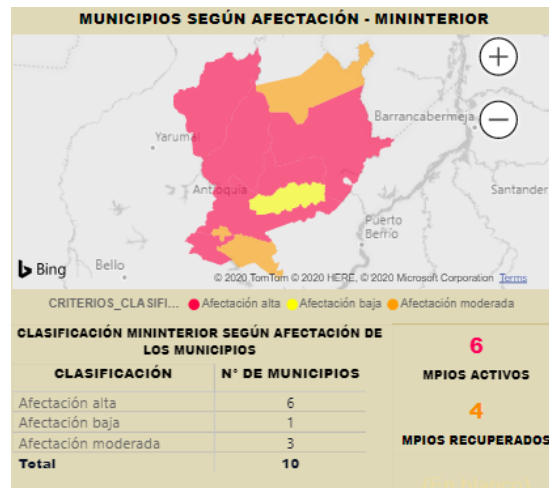 MUNICIPIOS SEGÚN AFECTACIÓN - MININTERIOR
Barrancabermeja
Yarumal
Antioquia
Santander
Puerto
Berrío
Bello
Bing
© 2020 TomTom © 2020 HERE, © 2020 Microsoft Corporation Terms
CRITERIOS_CLASIFI... Afectación alta Afectación baja Afectación moderada
CLASIFICACIÓN MININTERIOR SEGÚN AFECTACIÓN DE
LOS MUNICIPIOS
CLASIFICACIÓN N° DE MUNICIPIOS
Afectación alta 6
Afectación baja 1
Afectación moderada 3
Total 10
6
MPIOS ACTIVOS
4
MPIOS RECUPERADOS